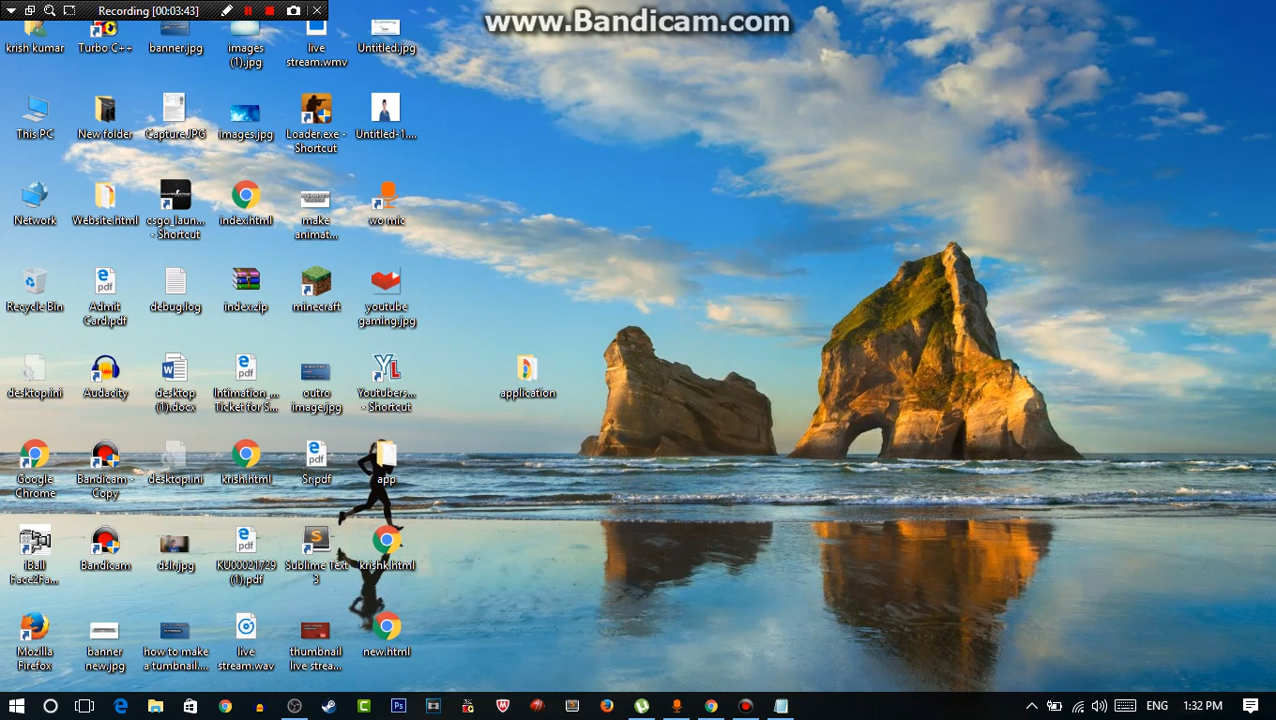 Recording [00:03:43]
www.Bandicam.com
krish kumar
Turbo C++
banner.jpg
images
(1).jpg
live
stream.wmv
Untitled.jpg
This PC
New folder
Capture.JPG
images.jpg
Loader.exe -
Shortcut
Untitled-1....
Network
Website.html
csgo_laun...
- Shortcut
index.html
make
animat...
wo mic
Recycle Bin
Admit
Card.pdf
debug.log
index.zip
minecraft
youtube
gaming.jpg
desktop.ini
Audacity
desktop
(1).docx
Intimation_...
Ticket for S...
outro
image.jpg
Youtubers...
- Shortcut
application
Google
Chrome
Bandicam -
Copy
desktop.ini
krish.html
Sr.pdf
app
iBall
Face2Fa...
Bandicam
dslr.jpg
KU00021729
(1).pdf
Sublime Text
3
krishk.html
Mozilla
Firefox
banner
new.jpg
how to make
a tumbnail....
live
stream.wav
thumbnail
live strea...
new.html
ENG
1:32 PM